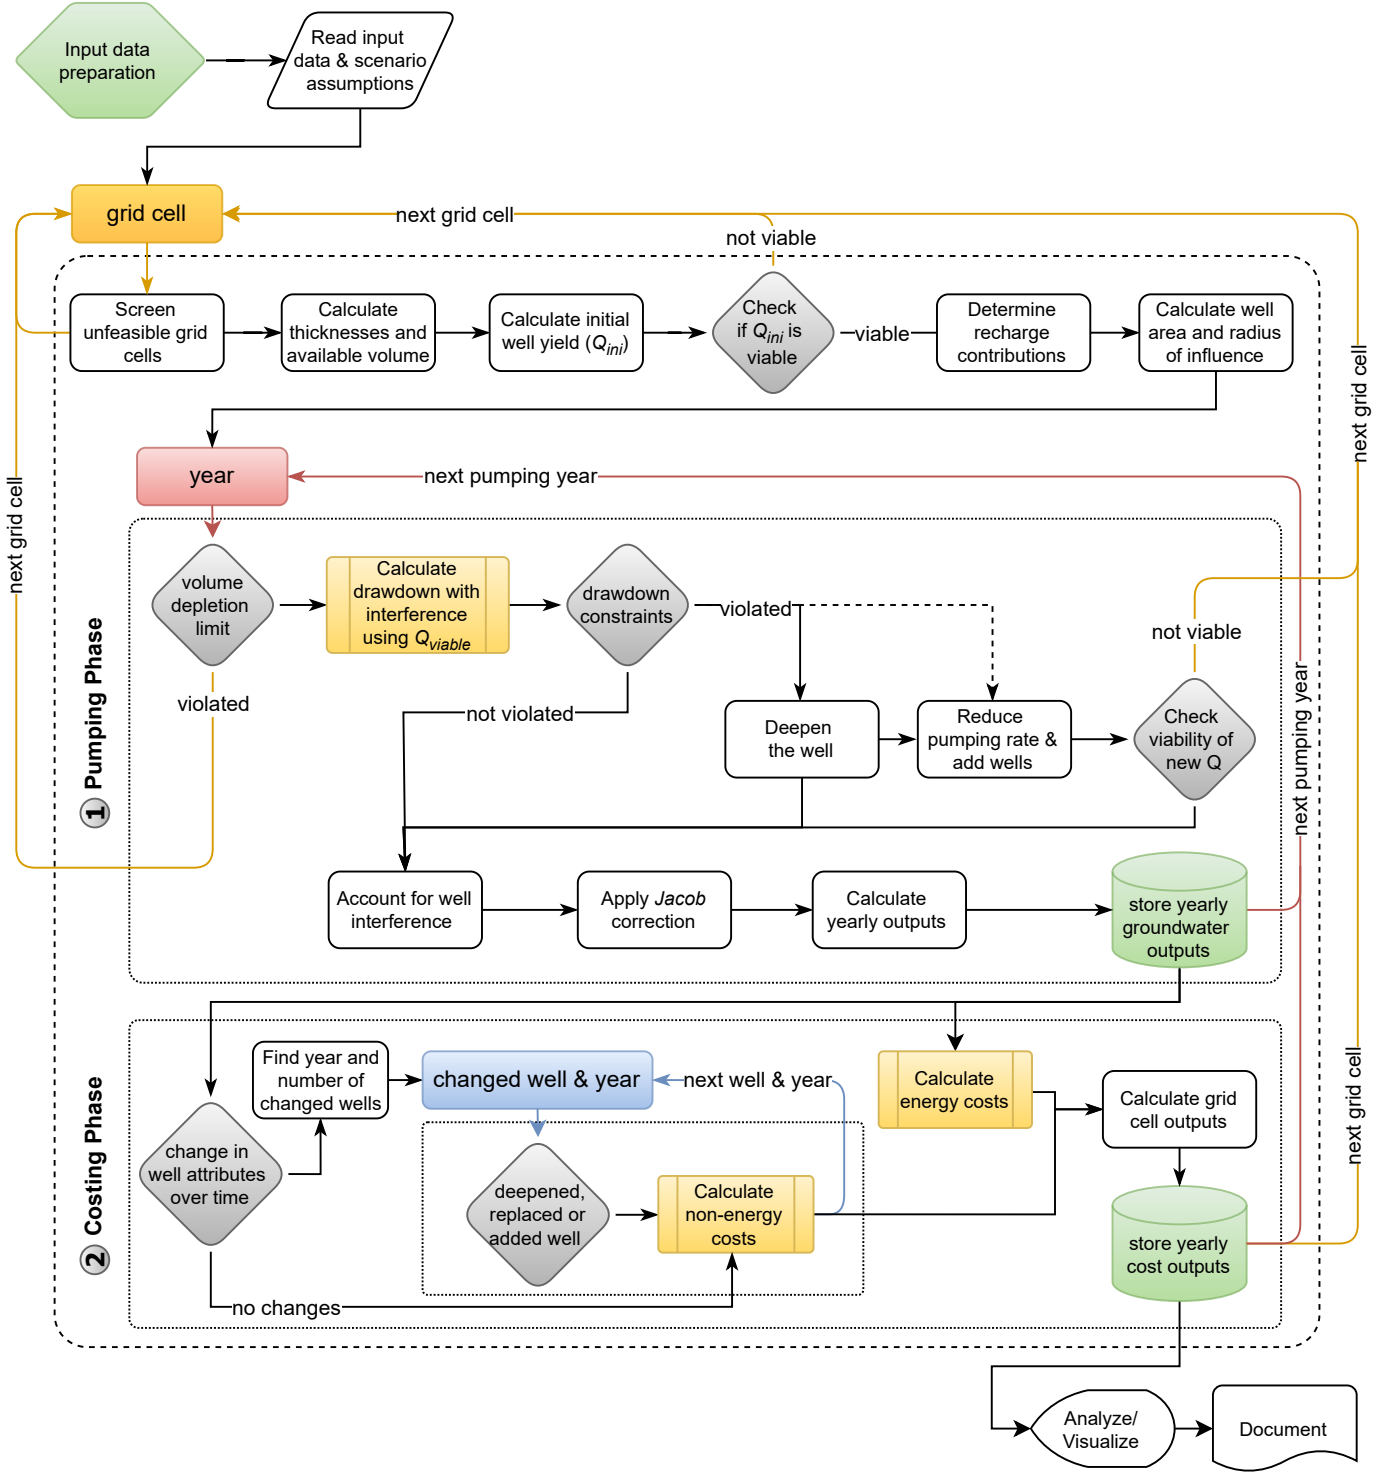 Input data
preparation
Read input
data & scenario
assumptions
grid cell
next grid cell
not viable
Screen
unfeasible grid
cells
Calculate
thicknesses and
available volume
Calculate initial
well yield (Qini)
Check
if Qini is
viable
viable
Determine
recharge
contributions
Calculate well
area and radius
of influence
next grid cell
next grid cell
year
next pumping year
1 Pumping Phase
volume
depletion
limit
violated
Calculate
drawdown with
interference
using Qviable
drawdown
constraints
violated
not violated
Deepen
the well
Reduce
pumping rate &
add wells
not viable
Check
viability of
new Q
next pumping year
Account for well
interference
Apply Jacob
correction
Calculate
yearly outputs
store yearly
groundwater
outputs
2 Costing Phase
change in
well attributes
over time
Find year and
number of
changed wells
changed well & year
next well & year
deepened,
replaced or
added well
Calculate
non-energy
costs
no changes
Calculate
energy costs
Calculate grid
cell outputs
store yearly
cost outputs
next grid cell
Analyze/
Visualize
Document